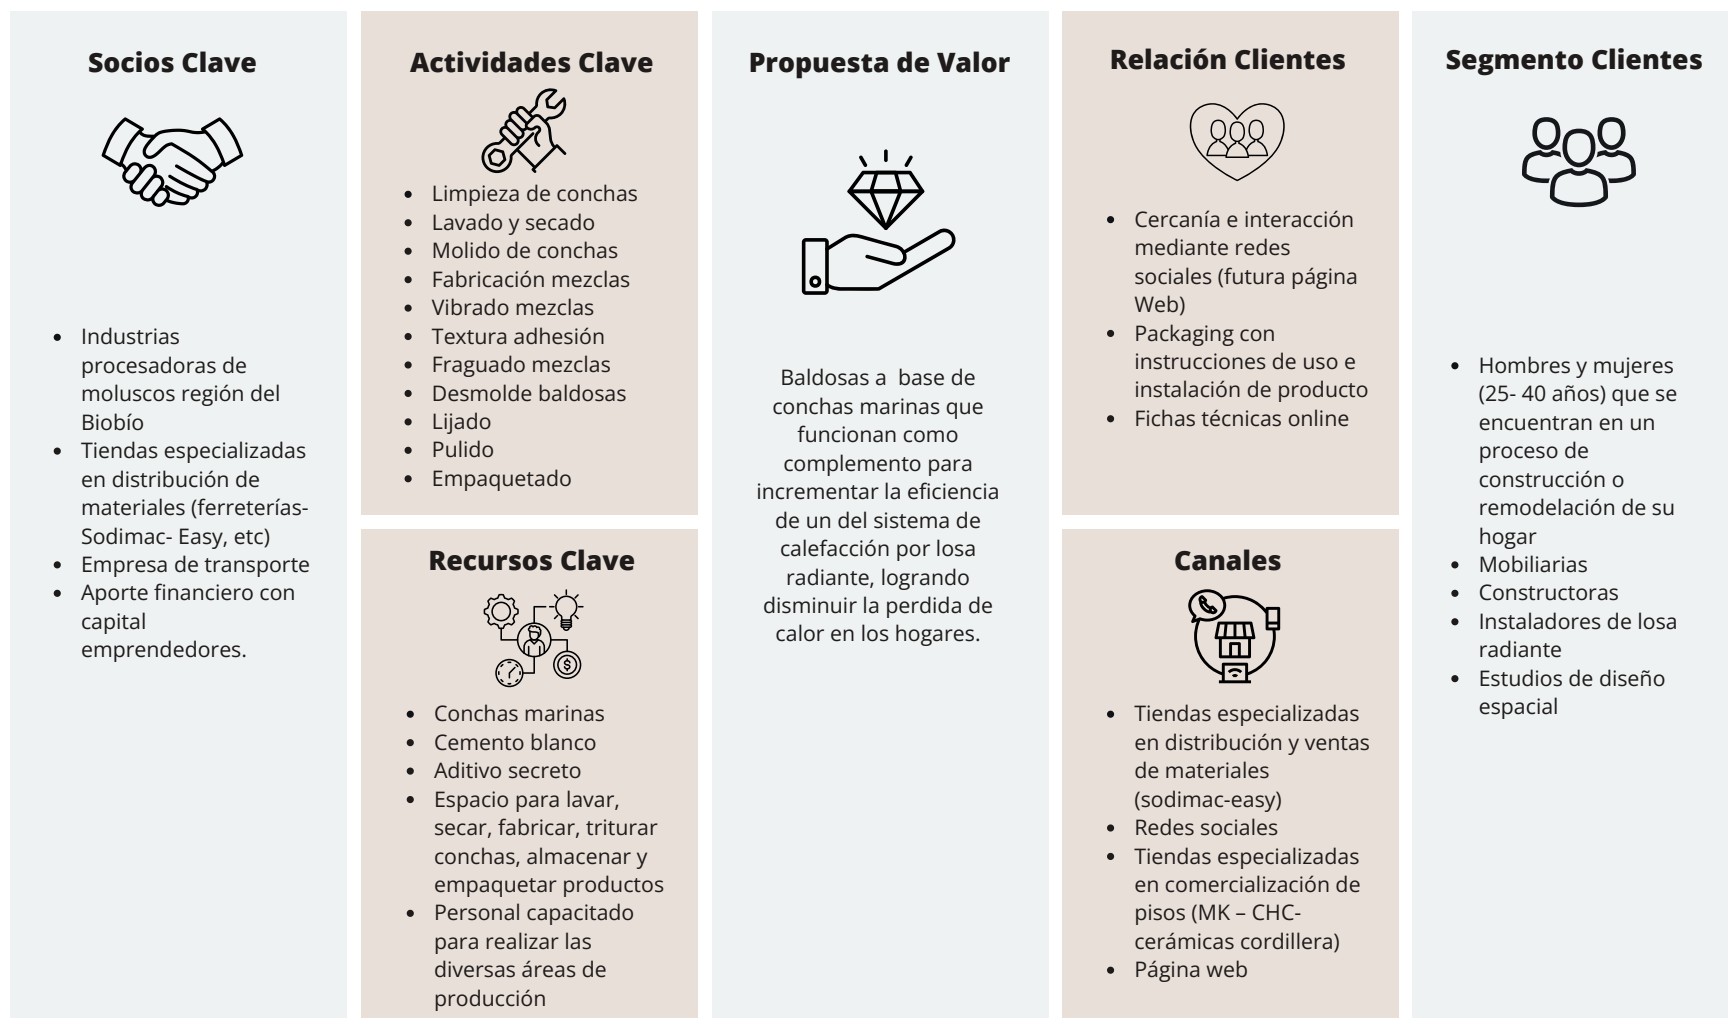 Socios Clave
Industrias
procesadoras de
moluscos región del
Biobío
Tiendas especializadas
en distribución de
materiales (ferreterías-
Sodimac- Easy, etc)
Empresa de transporte
Aporte financiero con
capital
emprendedores.
Actividades Clave
Limpieza de conchas
Lavado y secado
Molido de conchas
Fabricación mezclas
Vibrado mezclas
Textura adhesión
Fraguado mezclas
Desmolde baldosas
Lijado
Pulido
Empaquetado
Recursos Clave
Conchas marinas
Cemento blanco
Aditivo secreto
Espacio para lavar,
secar, fabricar, triturar
conchas, almacenar y
empaquetar productos
Personal capacitado
para realizar las
diversas áreas de
producción
Propuesta de Valor
Baldosas a  base de
conchas marinas que
funcionan como
complemento para
incrementar la eficiencia
de un del sistema de
calefacción por losa
radiante, logrando
disminuir la perdida de
calor en los hogares.
Relación Clientes
Cercanía e interacción
mediante redes
sociales (futura página
Web)
Packaging con
instrucciones de uso e
instalación de producto
Fichas técnicas online
Canales
Tiendas especializadas
en distribución y ventas
de materiales
(sodimac-easy)
Redes sociales
Tiendas especializadas
en comercialización de
pisos (MK – CHC-
cerámicas cordillera)
Página web
Segmento Clientes
Hombres y mujeres
(25- 40 años) que se
encuentran en un
proceso de
construcción o
remodelación de su
hogar
Mobiliarias
Constructoras
Instaladores de losa
radiante
Estudios de diseño
espacial